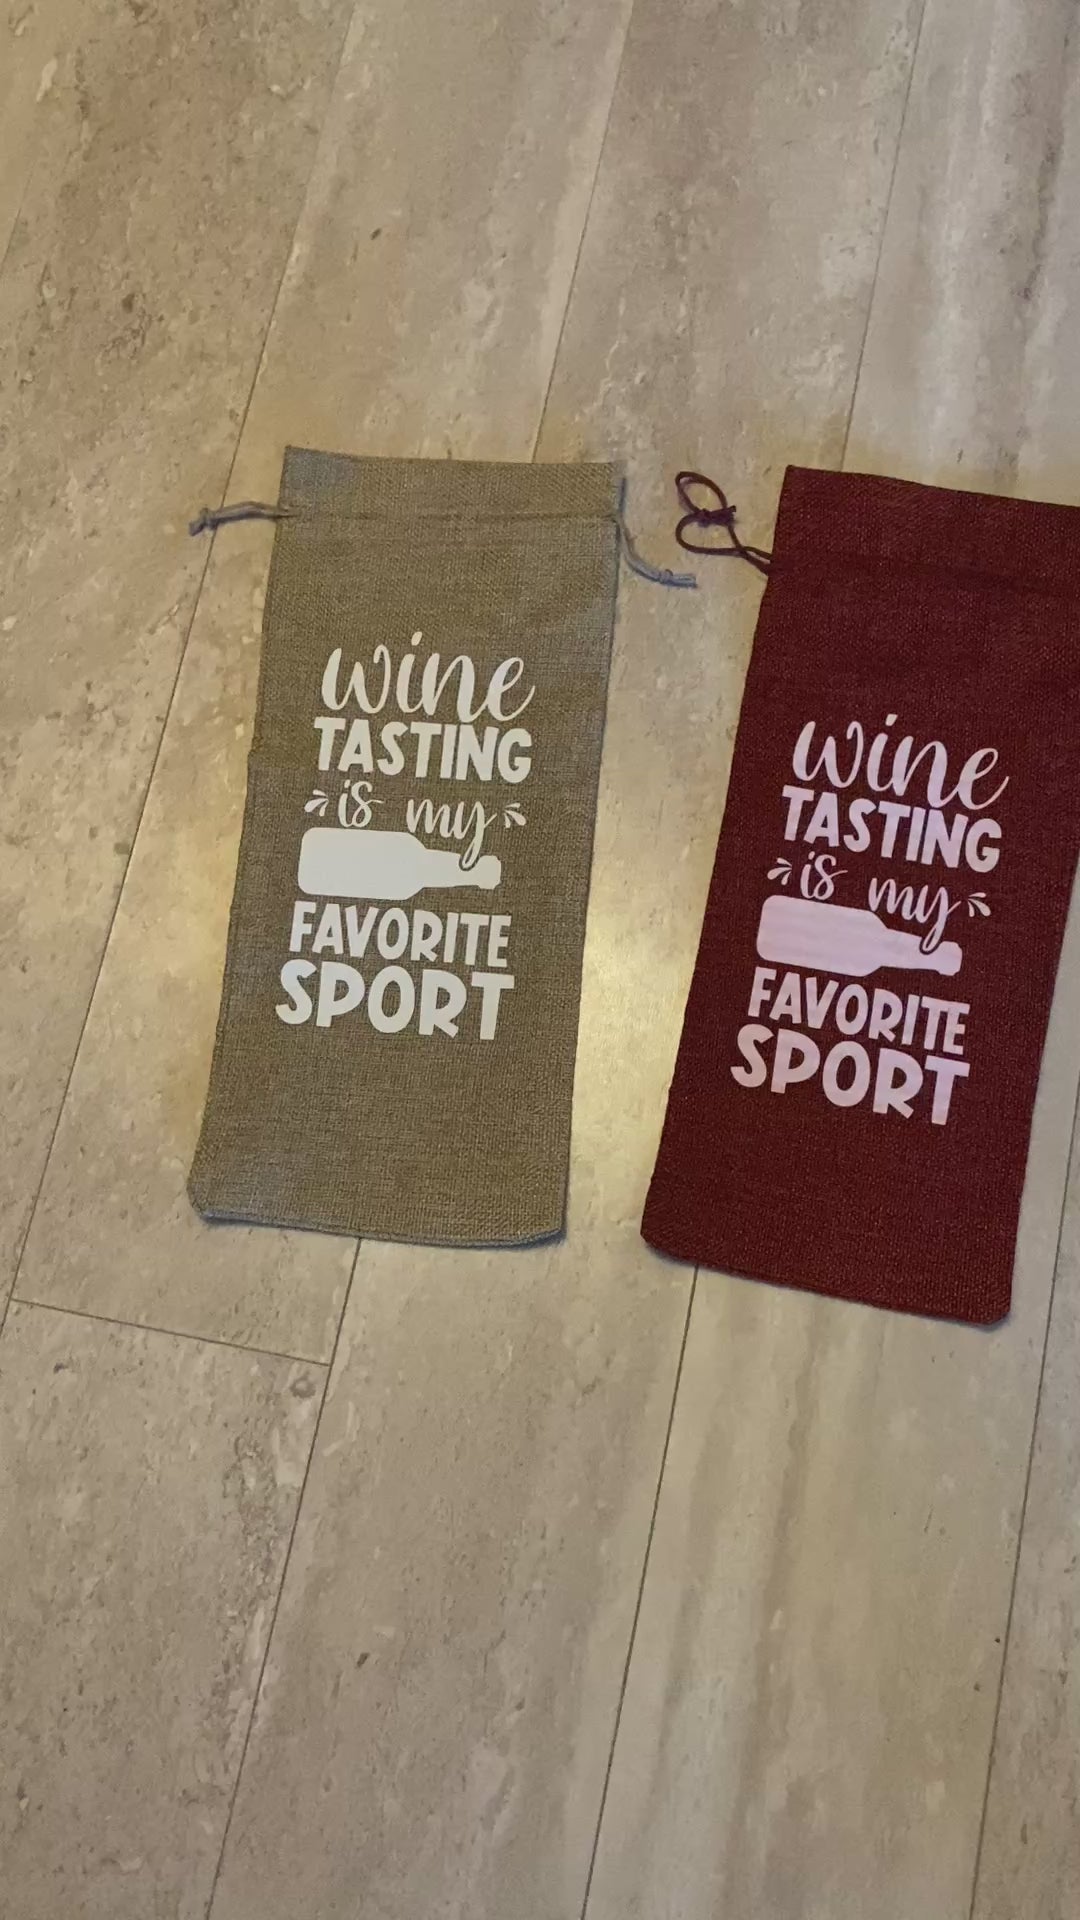 wine
TASTING
is my
FAVORITE
SPORT
wine
TASTING
is my
FAVORITE
SPORT